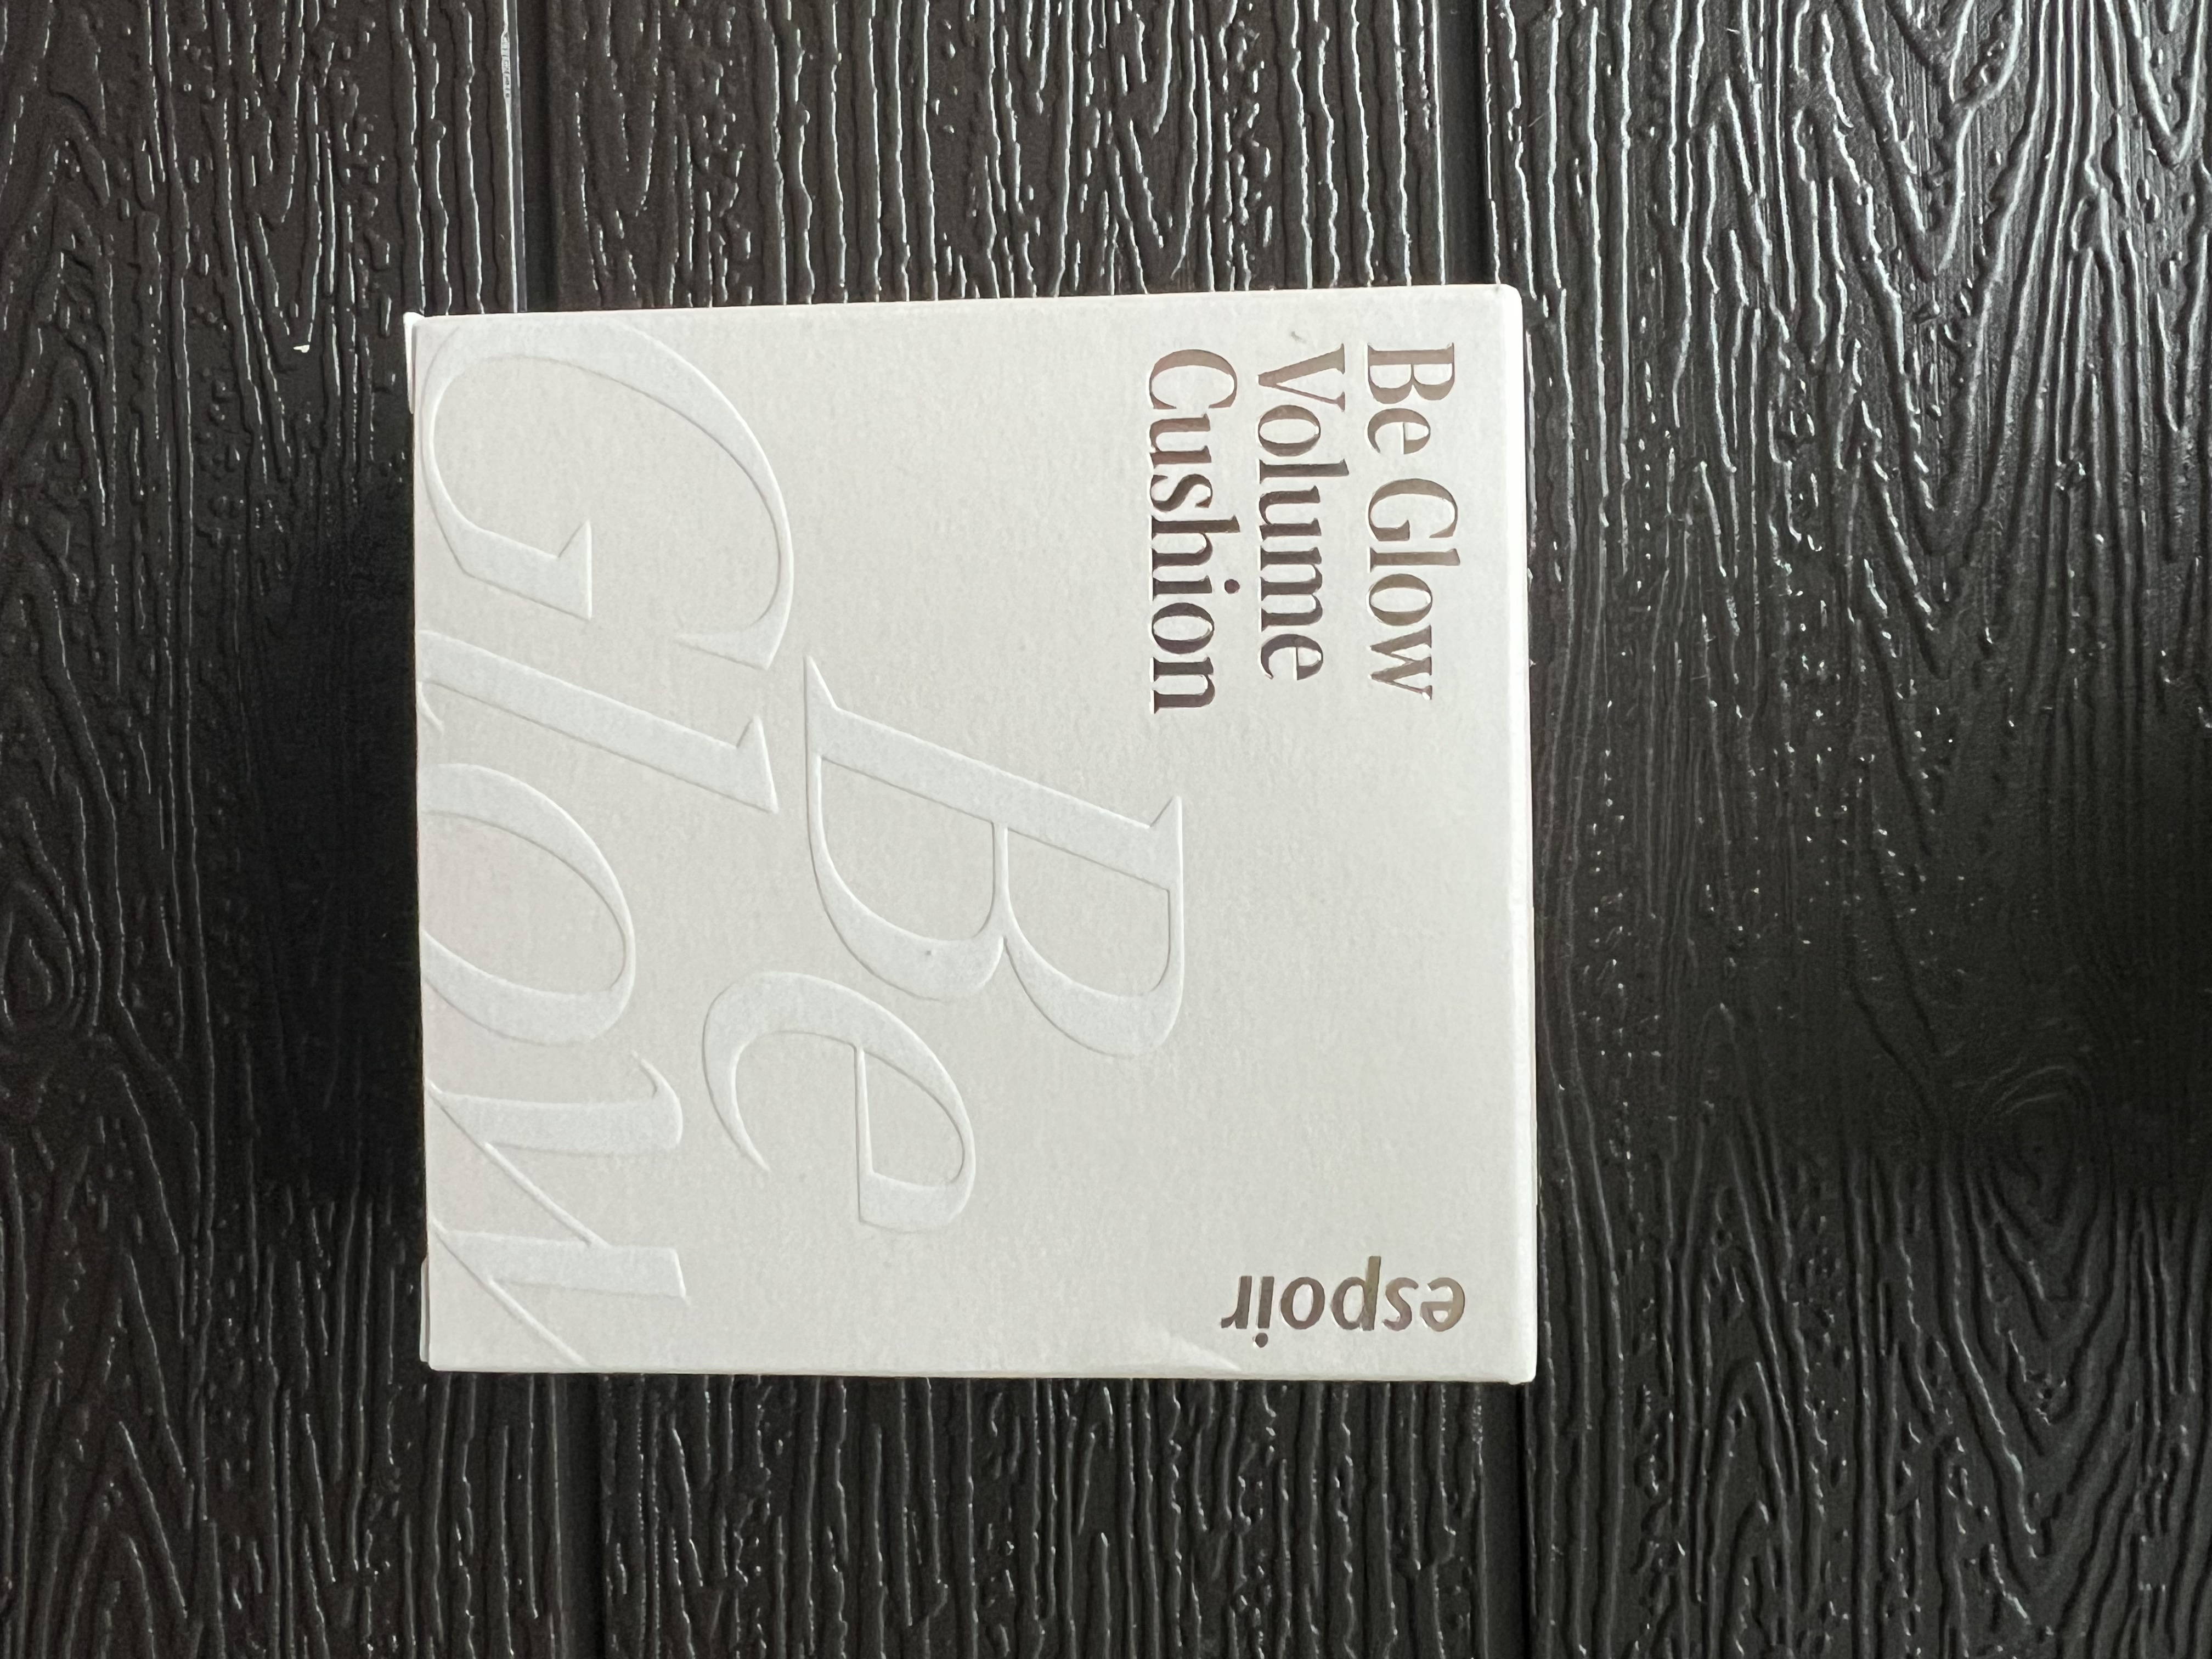 Be Glow
Volume
Cushion
espoir
Be
Glow